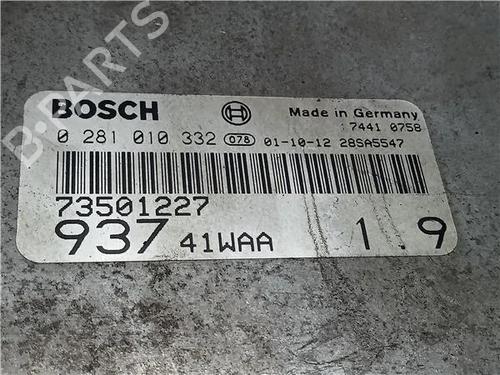 B-PARTS
BOSCH Made in Germany
7441 0758
0 281 010 332 078 01-10-12 28SA5547
73501227
937 41WAA 1.9